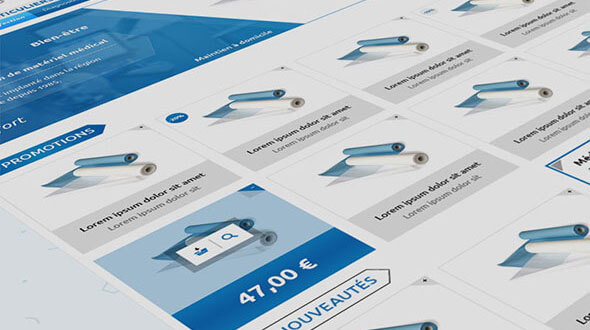 Bien-être
de matériel médical
implanté dans la région
depuis 1985
Maintien à domicile
PROMOTIONS
20%
Lorem ipsum dolor sit amet
Lorem ipsum dolor sit
Lorem ipsum dolor sit amet
Lorem ipsum dolor sit
Lorem ipsum dolor sit amet
Lorem ipsum dolor sit
Lorem ipsum dolor sit amet
Lorem ipsum dolor sit
Lorem ipsum dolor sit amet
Lorem ipsum dolor sit
Lorem ipsum dolor sit amet
Lorem ipsum dolor sit
47,00 €
NOUVEAUTÉS